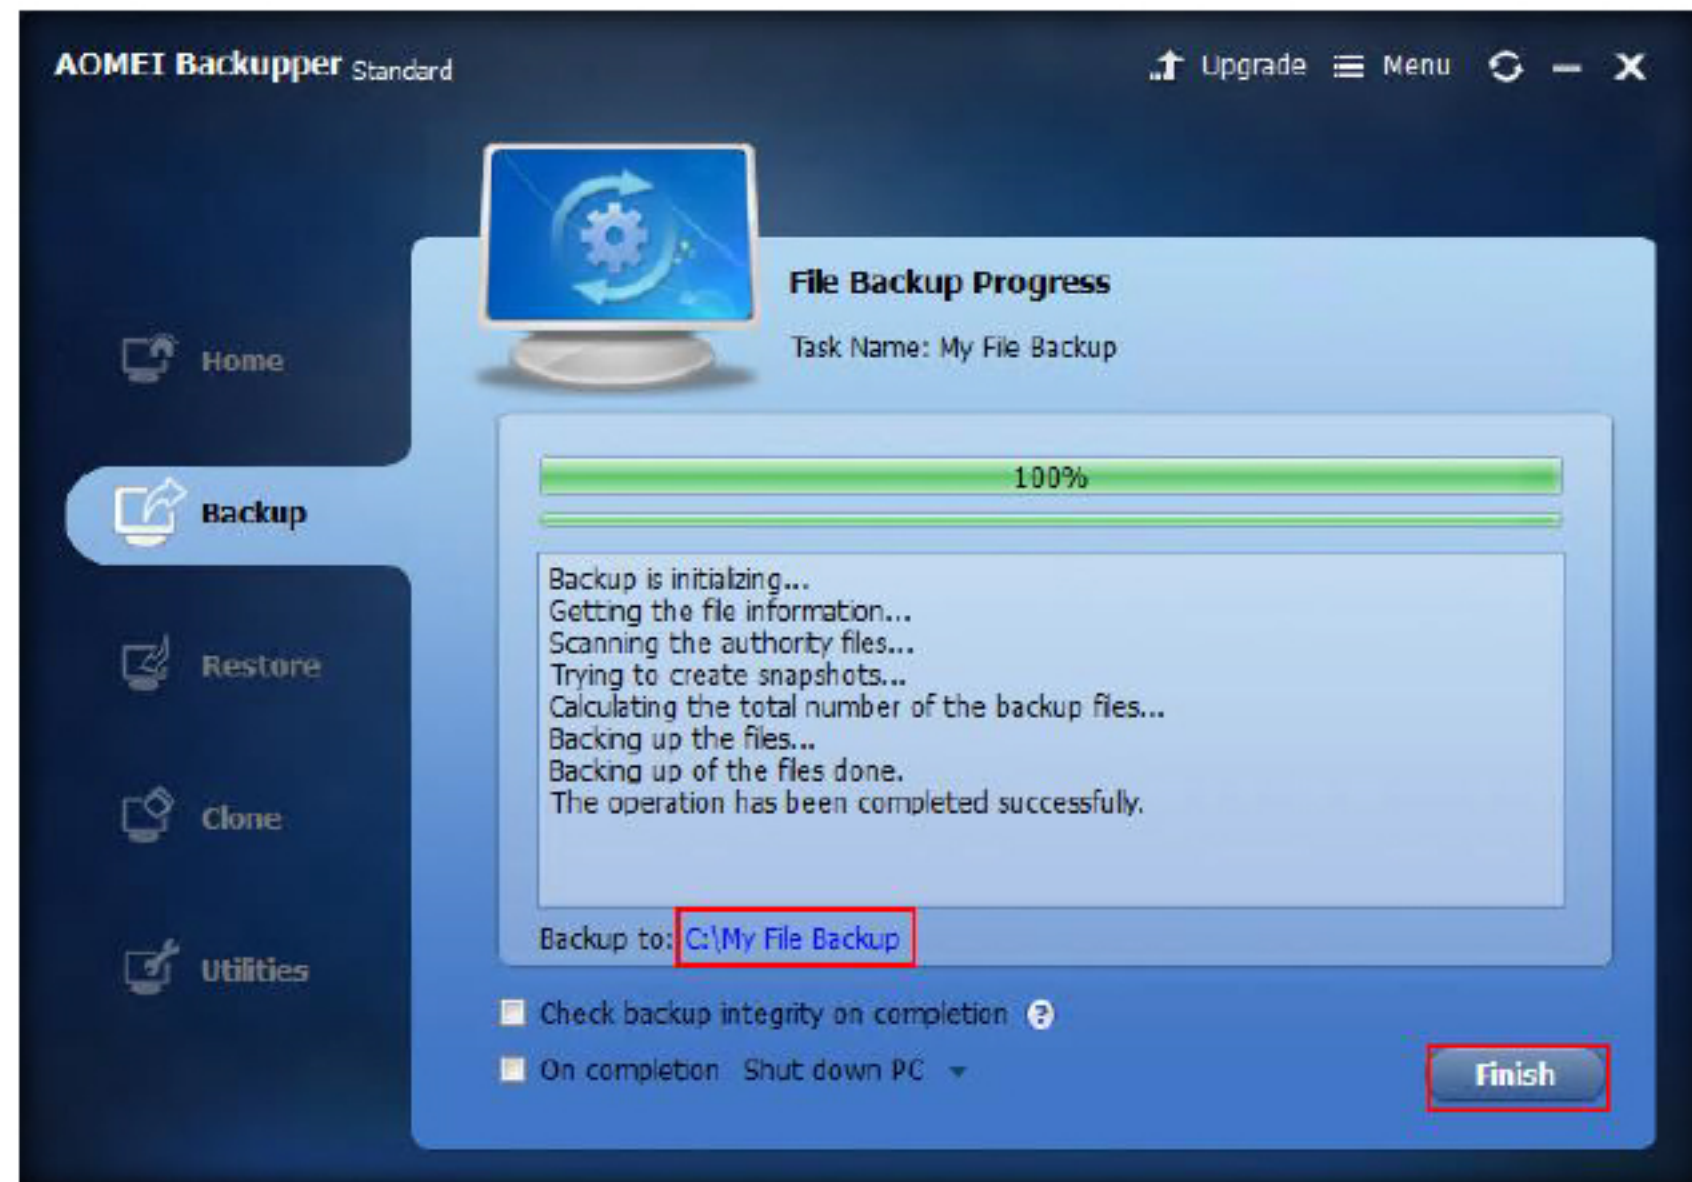 AOMEI Backupper Standard
Upgrade Menu
File Backup Progress
Task Name: My File Backup
Home
Backup
Restore
Clone
Utilities
100%
Backup is initializing...
Getting the file information...
Scanning the authority files...
Trying to create snapshots...
Calculating the total number of the backup files...
Backing up the files...
Backing up of the files done.
The operation has been completed successfully.
Backup to: C:\My File Backup
Check backup integrity on completion ?
On completion Shut down PC
Finish